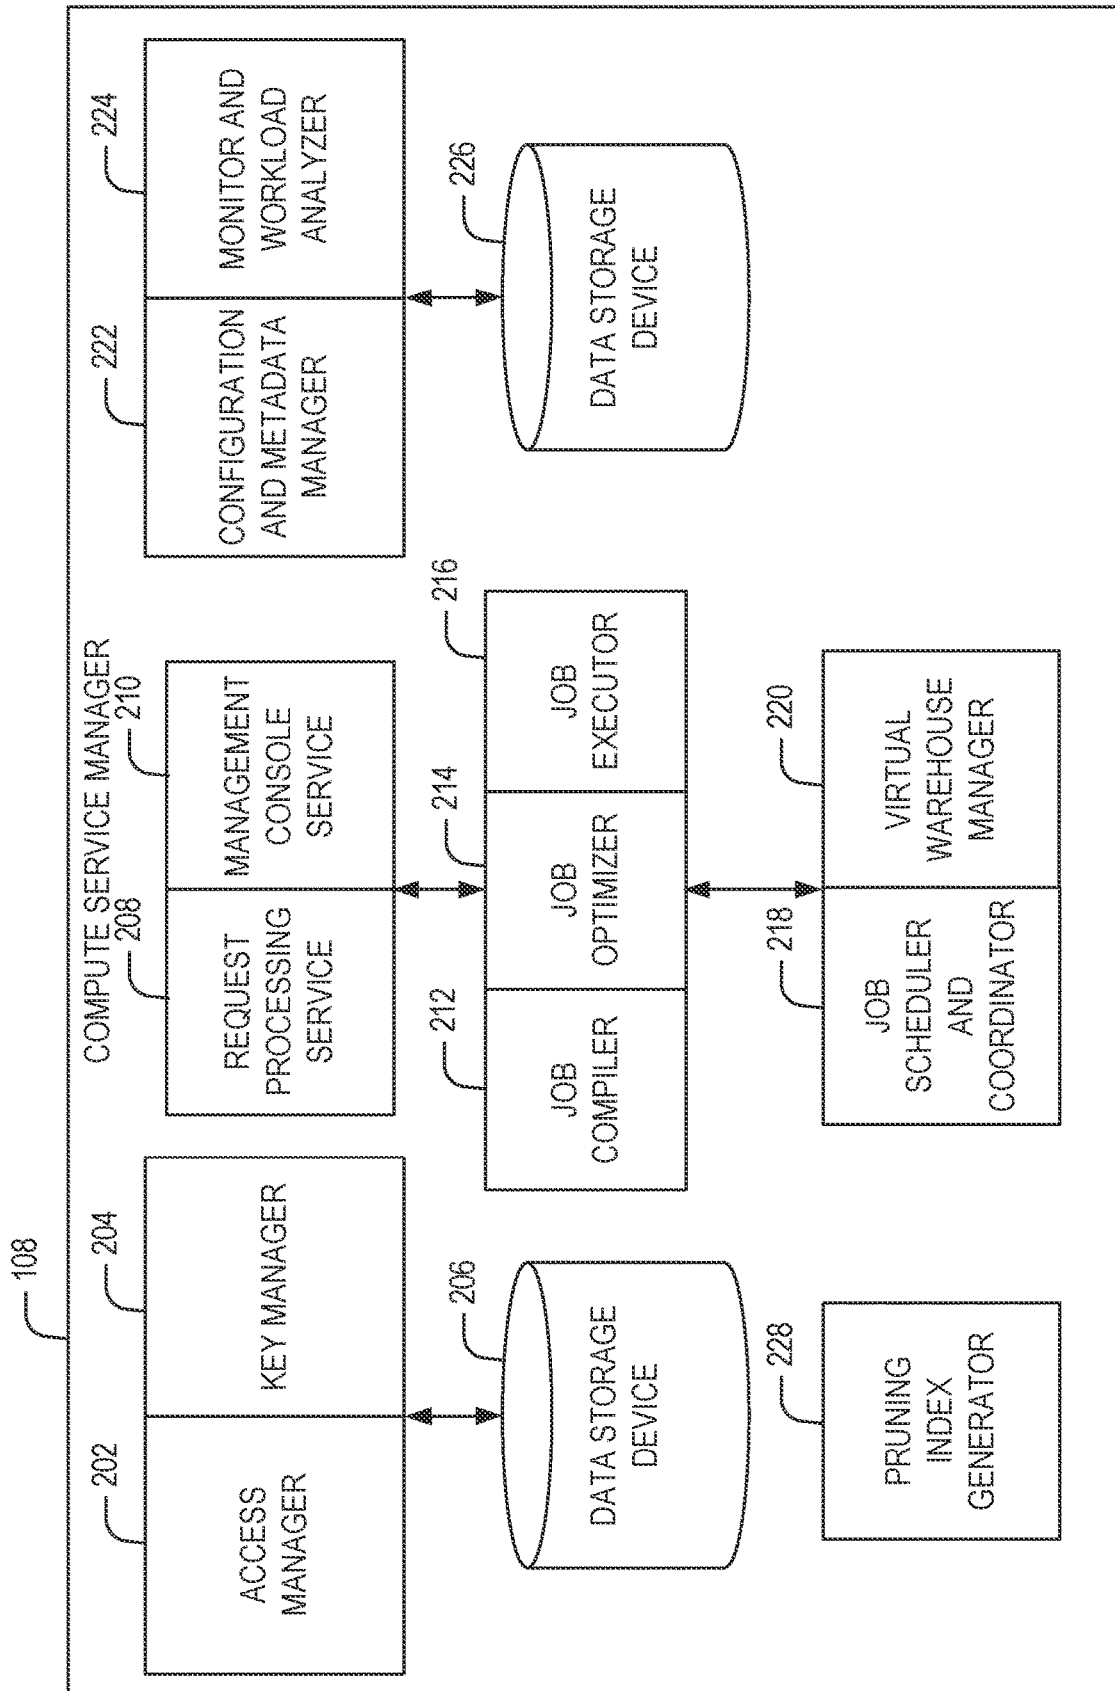 108
COMPUTE SERVICE MANAGER
202
ACCESS
MANAGER
204
KEY MANAGER
206
DATA STORAGE
DEVICE
228
PRUNING
INDEX
GENERATOR
208
REQUEST
PROCESSING
SERVICE
210
MANAGEMENT
CONSOLE
SERVICE
212
JOB
COMPILER
214
JOB
OPTIMIZER
216
JOB
EXECUTOR
218
JOB
SCHEDULER
AND
COORDINATOR
220
VIRTUAL
WAREHOUSE
MANAGER
222
CONFIGURATION
AND METADATA
MANAGER
224
MONITOR AND
WORKLOAD
ANALYZER
226
DATA STORAGE
DEVICE